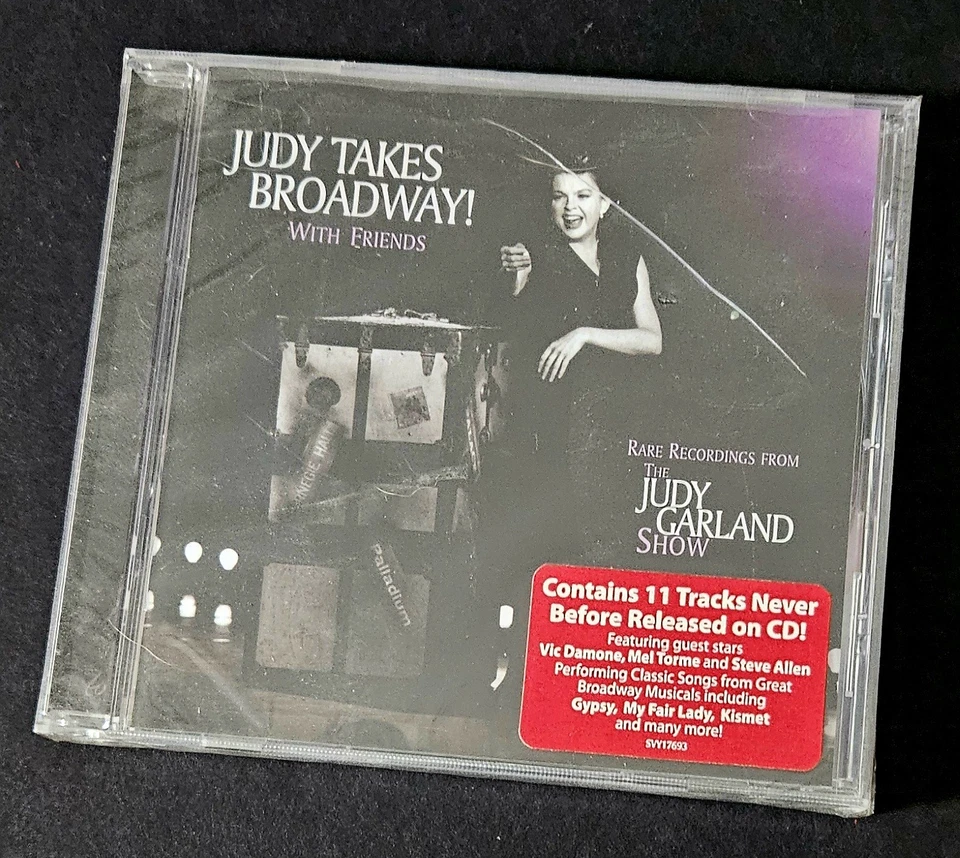 JUDY TAKES
BROADWAY!
WITH FRIENDS
CARNEGIE HALL
Palladium
RARE RECORDINGS FROM
THE
JUDY
GARLAND
SHOW
Contains 11 Tracks Never
Before Released on CD!
Featuring guest stars
Vic Damone, Mel Torme and Steve Allen
Performing Classic Songs from Great
Broadway Musicals including
Gypsy, My Fair Lady, Kismet
and many more!
SVY17693